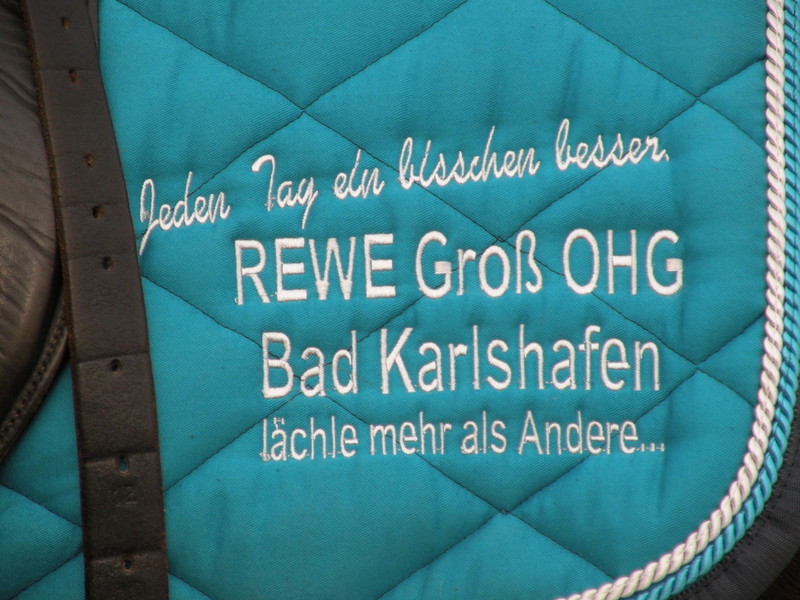 Jeden Tag ein bisschen besser.
REWE Groß OHG
Bad Karlshafen
lächle mehr als Andere...